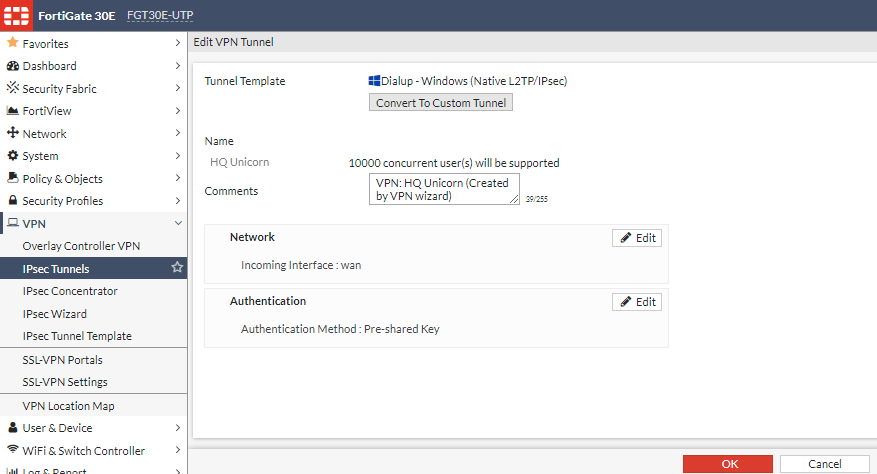 FortiGate 30E FGT30E-UTP
Favorites
Dashboard
Security Fabric
FortiView
Network
System
Policy & Objects
Security Profiles
VPN
Overlay Controller VPN
IPsec Tunnels
IPsec Concentrator
IPsec Wizard
IPsec Tunnel Template
SSL-VPN Portals
SSL-VPN Settings
VPN Location Map
User & Device
WiFi & Switch Controller
Log & Report
Edit VPN Tunnel
Tunnel Template Dialup - Windows (Native L2TP/IPsec)
Convert To Custom Tunnel
Name
HQ Unicorn 10000 concurrent user(s) will be supported
Comments VPN: HQ Unicorn (Created
by VPN wizard) 39/255
Network Edit
Incoming Interface : wan
Authentication Edit
Authentication Method : Pre-shared Key
OK Cancel